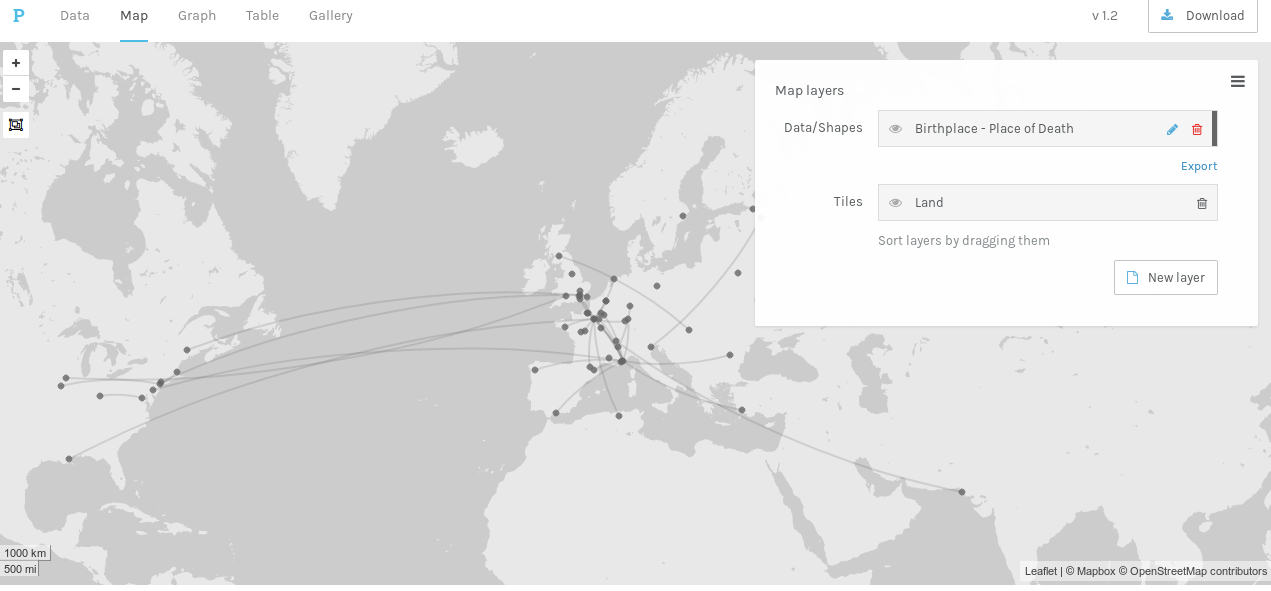 P Data Map Graph Table Gallery v 1.2 Download
+
−
Map layers
Data/Shapes Birthplace - Place of Death
Export
Tiles Land
Sort layers by dragging them
New layer
1000 km
500 mi
Leaflet | © Mapbox © OpenStreetMap contributors